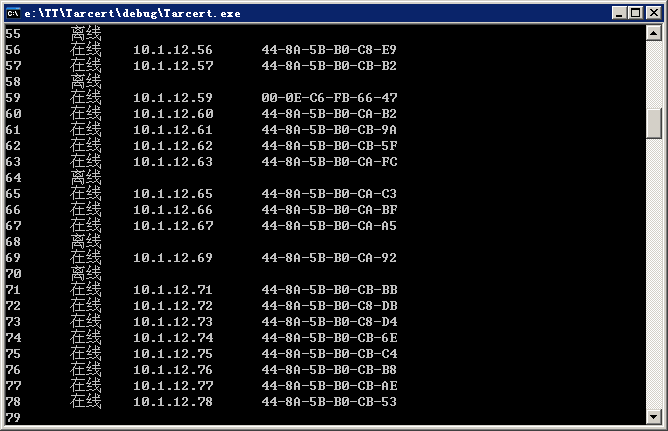 e:\TT\Tarcert\debug\Tarcert.exe
55 离线
56 在线 10.1.12.56 44-8A-5B-B0-C8-E9
57 在线 10.1.12.57 44-8A-5B-B0-CB-B2
58 离线
59 在线 10.1.12.59 00-0E-C6-FB-66-47
60 在线 10.1.12.60 44-8A-5B-B0-CA-B2
61 在线 10.1.12.61 44-8A-5B-B0-CB-9A
62 在线 10.1.12.62 44-8A-5B-B0-CB-5F
63 在线 10.1.12.63 44-8A-5B-B0-CA-FC
64 离线
65 在线 10.1.12.65 44-8A-5B-B0-CA-C3
66 在线 10.1.12.66 44-8A-5B-B0-CA-BF
67 在线 10.1.12.67 44-8A-5B-B0-CA-A5
68 离线
69 在线 10.1.12.69 44-8A-5B-B0-CA-92
70 离线
71 在线 10.1.12.71 44-8A-5B-B0-CB-BB
72 在线 10.1.12.72 44-8A-5B-B0-C8-DB
73 在线 10.1.12.73 44-8A-5B-B0-C8-D4
74 在线 10.1.12.74 44-8A-5B-B0-CB-6E
75 在线 10.1.12.75 44-8A-5B-B0-CB-C4
76 在线 10.1.12.76 44-8A-5B-B0-CB-B8
77 在线 10.1.12.77 44-8A-5B-B0-CB-AE
78 在线 10.1.12.78 44-8A-5B-B0-CB-53
79